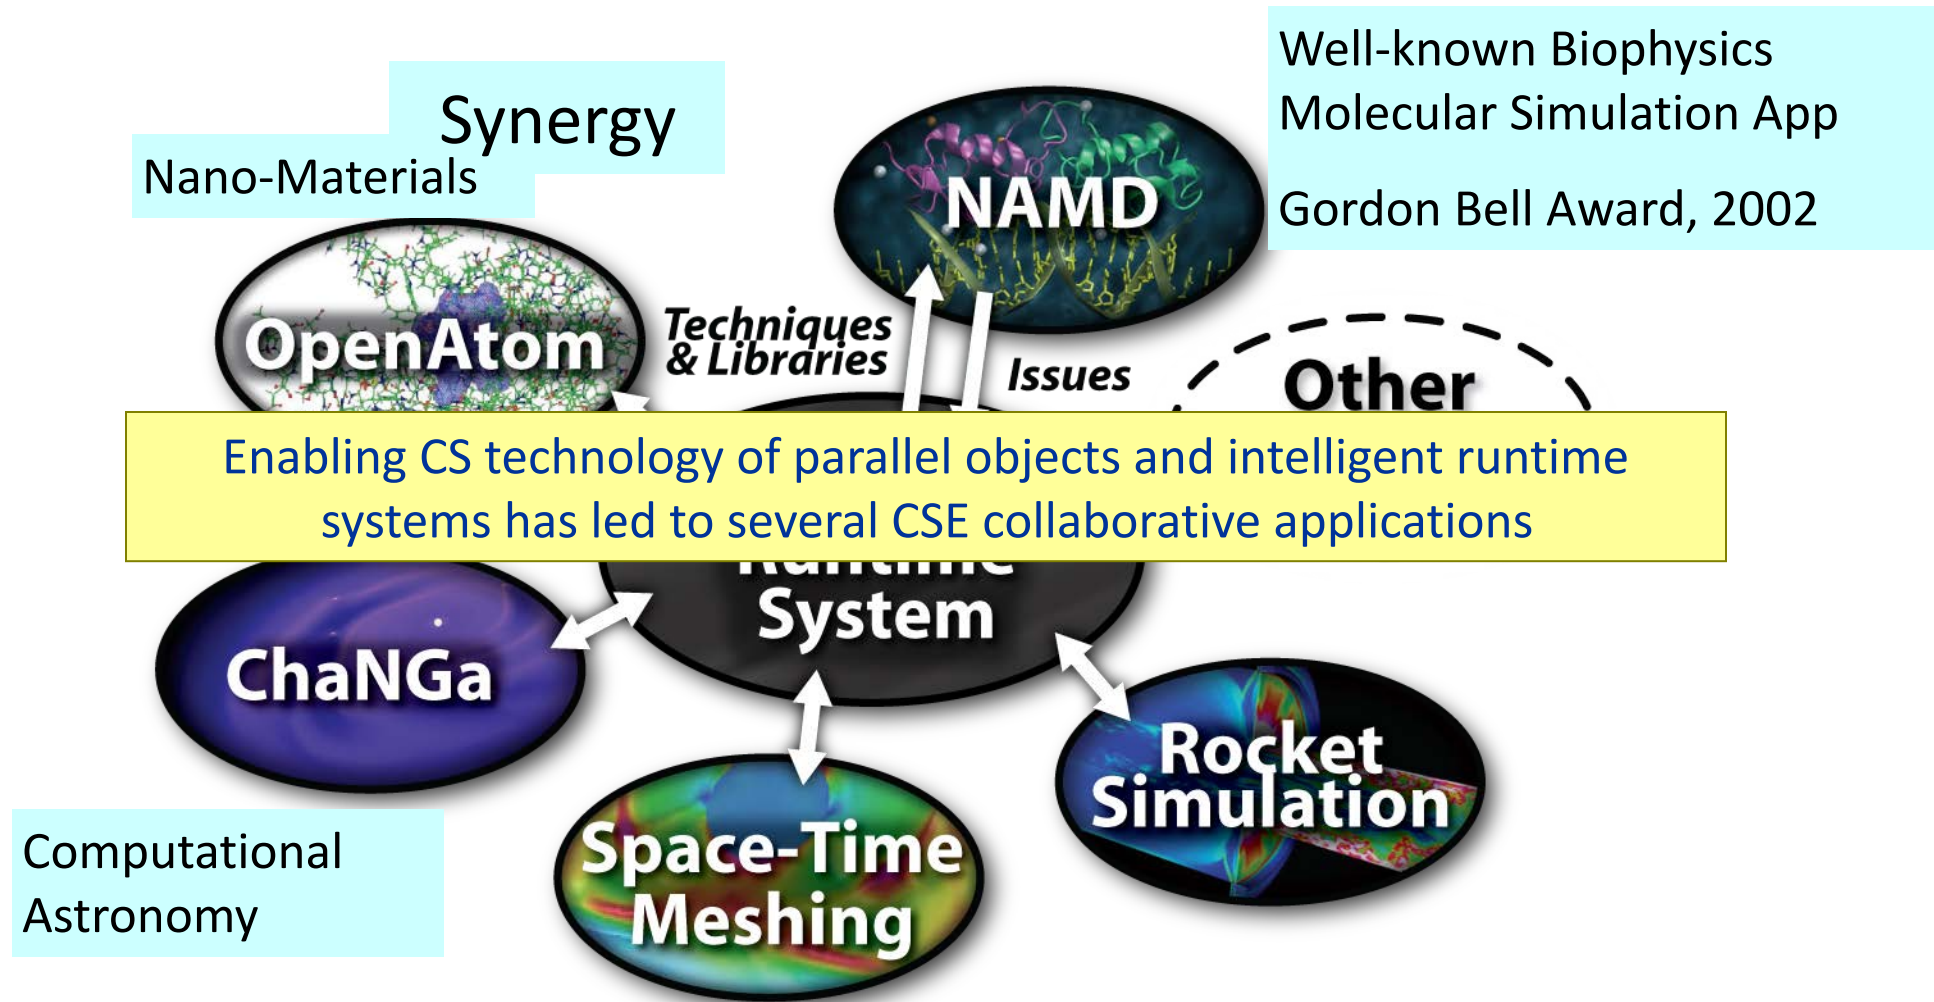 Synergy
Nano-Materials
Well-known Biophysics
Molecular Simulation App
Gordon Bell Award, 2002
NAMD
OpenAtom
Techniques
& Libraries
Issues
Other
Enabling CS technology of parallel objects and intelligent runtime
systems has led to several CSE collaborative applications
Runtime
System
ChaNGa
Rocket
Simulation
Space-Time
Meshing
Computational
Astronomy